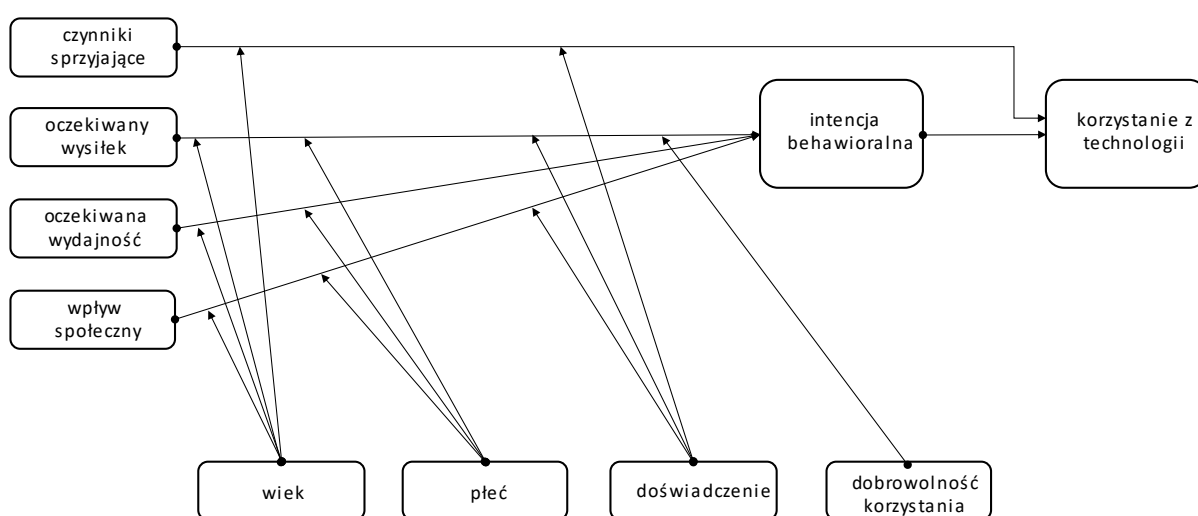 czynniki
sprzyjające
oczekiwany
wysiłek
intencja
behawioralna
korzystanie z
technologii
oczekiwana
wydajność
wpływ
społeczny
wiek
płeć
doświadczenie
dobrowolność
korzystania